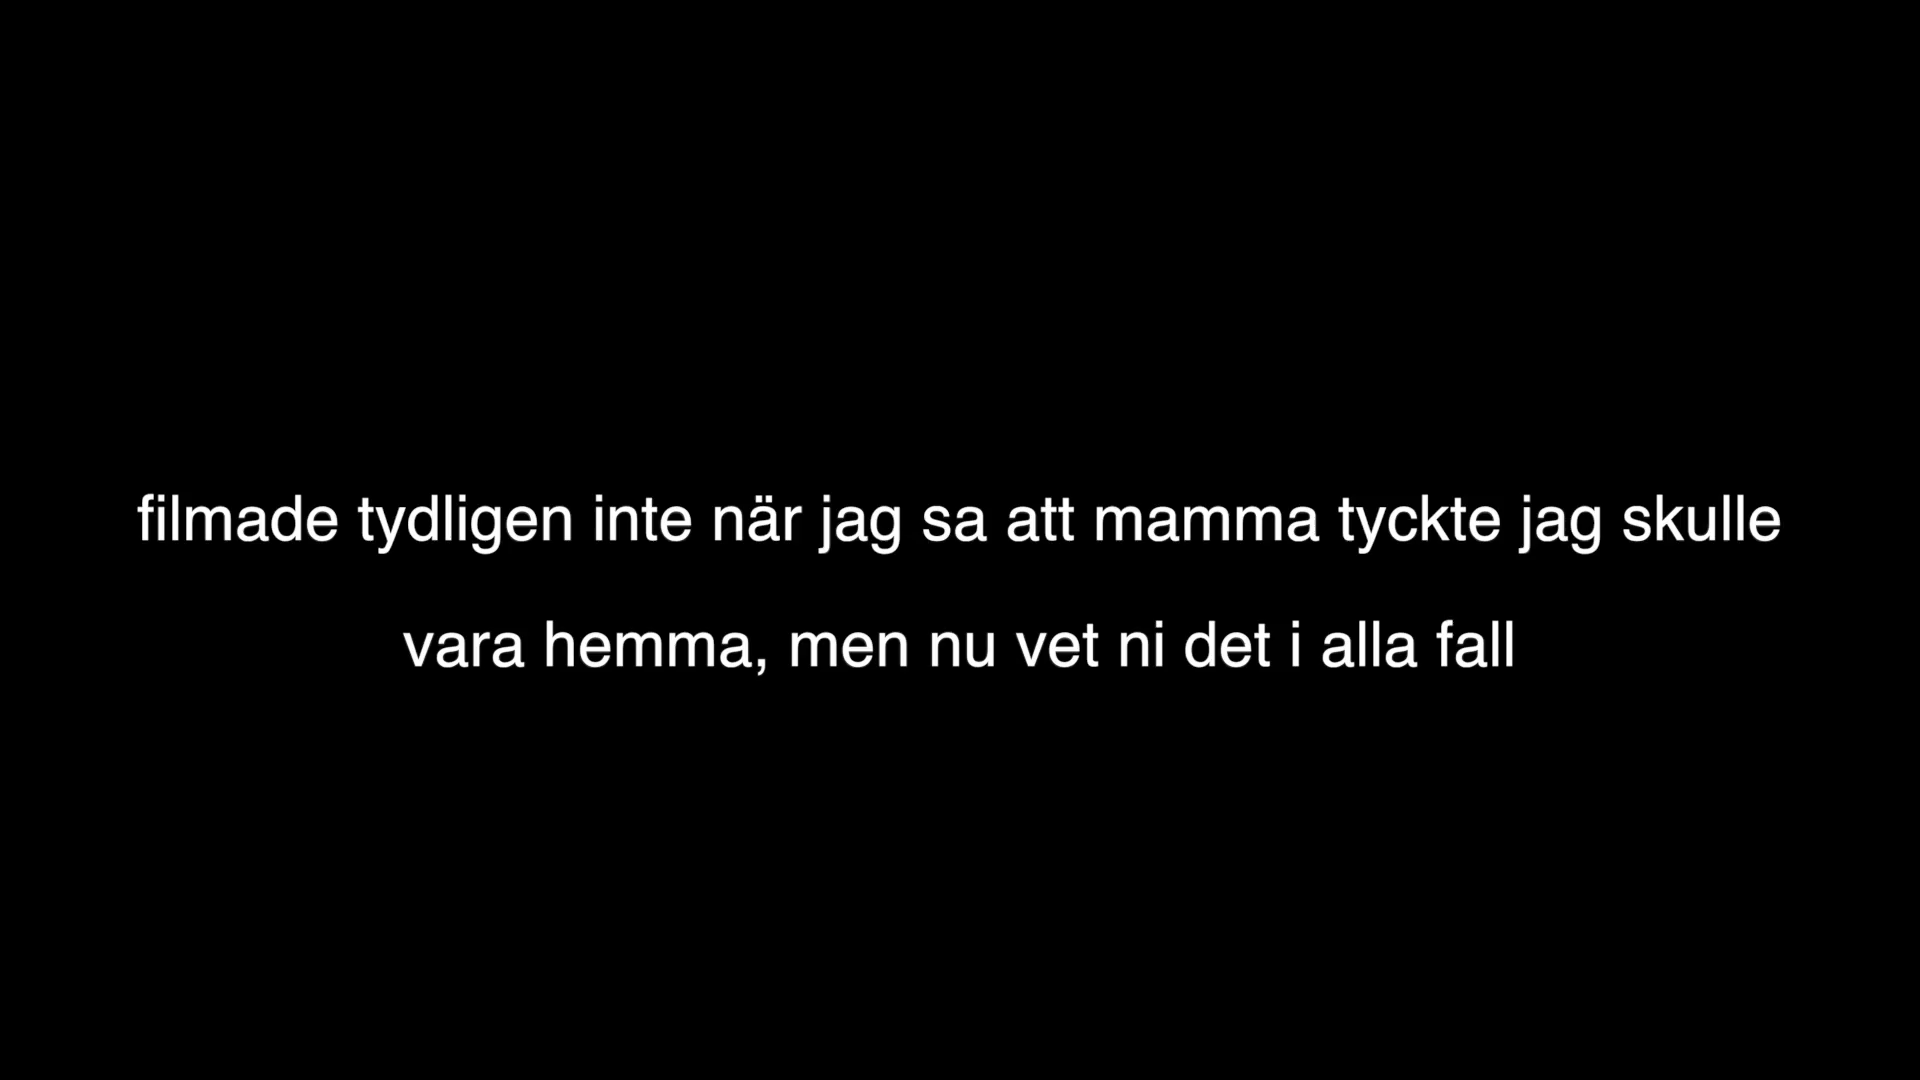 filmade tydligen inte när jag sa att mamma tyckte jag skulle
vara hemma, men nu vet ni det i alla fall